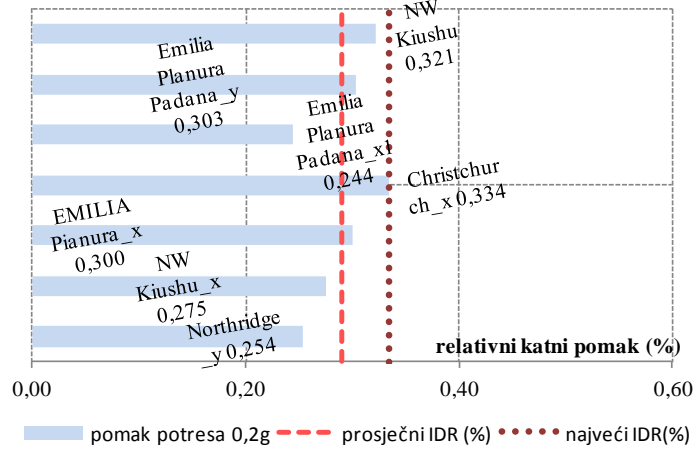 NW
Kiushu
0,321
Emilia
Planura
Padana_y
0,303
Emilia
Planura
Padana_x1
0,244
Christchur
ch_x 0,334
EMILIA
Pianura_x
0,300
NW
Kiushu_x
0,275
Northridge
_y 0,254
relativni katni pomak (%)
0,00 0,20 0,40 0,60
pomak potresa 0,2g prosječni IDR (%) najveći IDR(%)